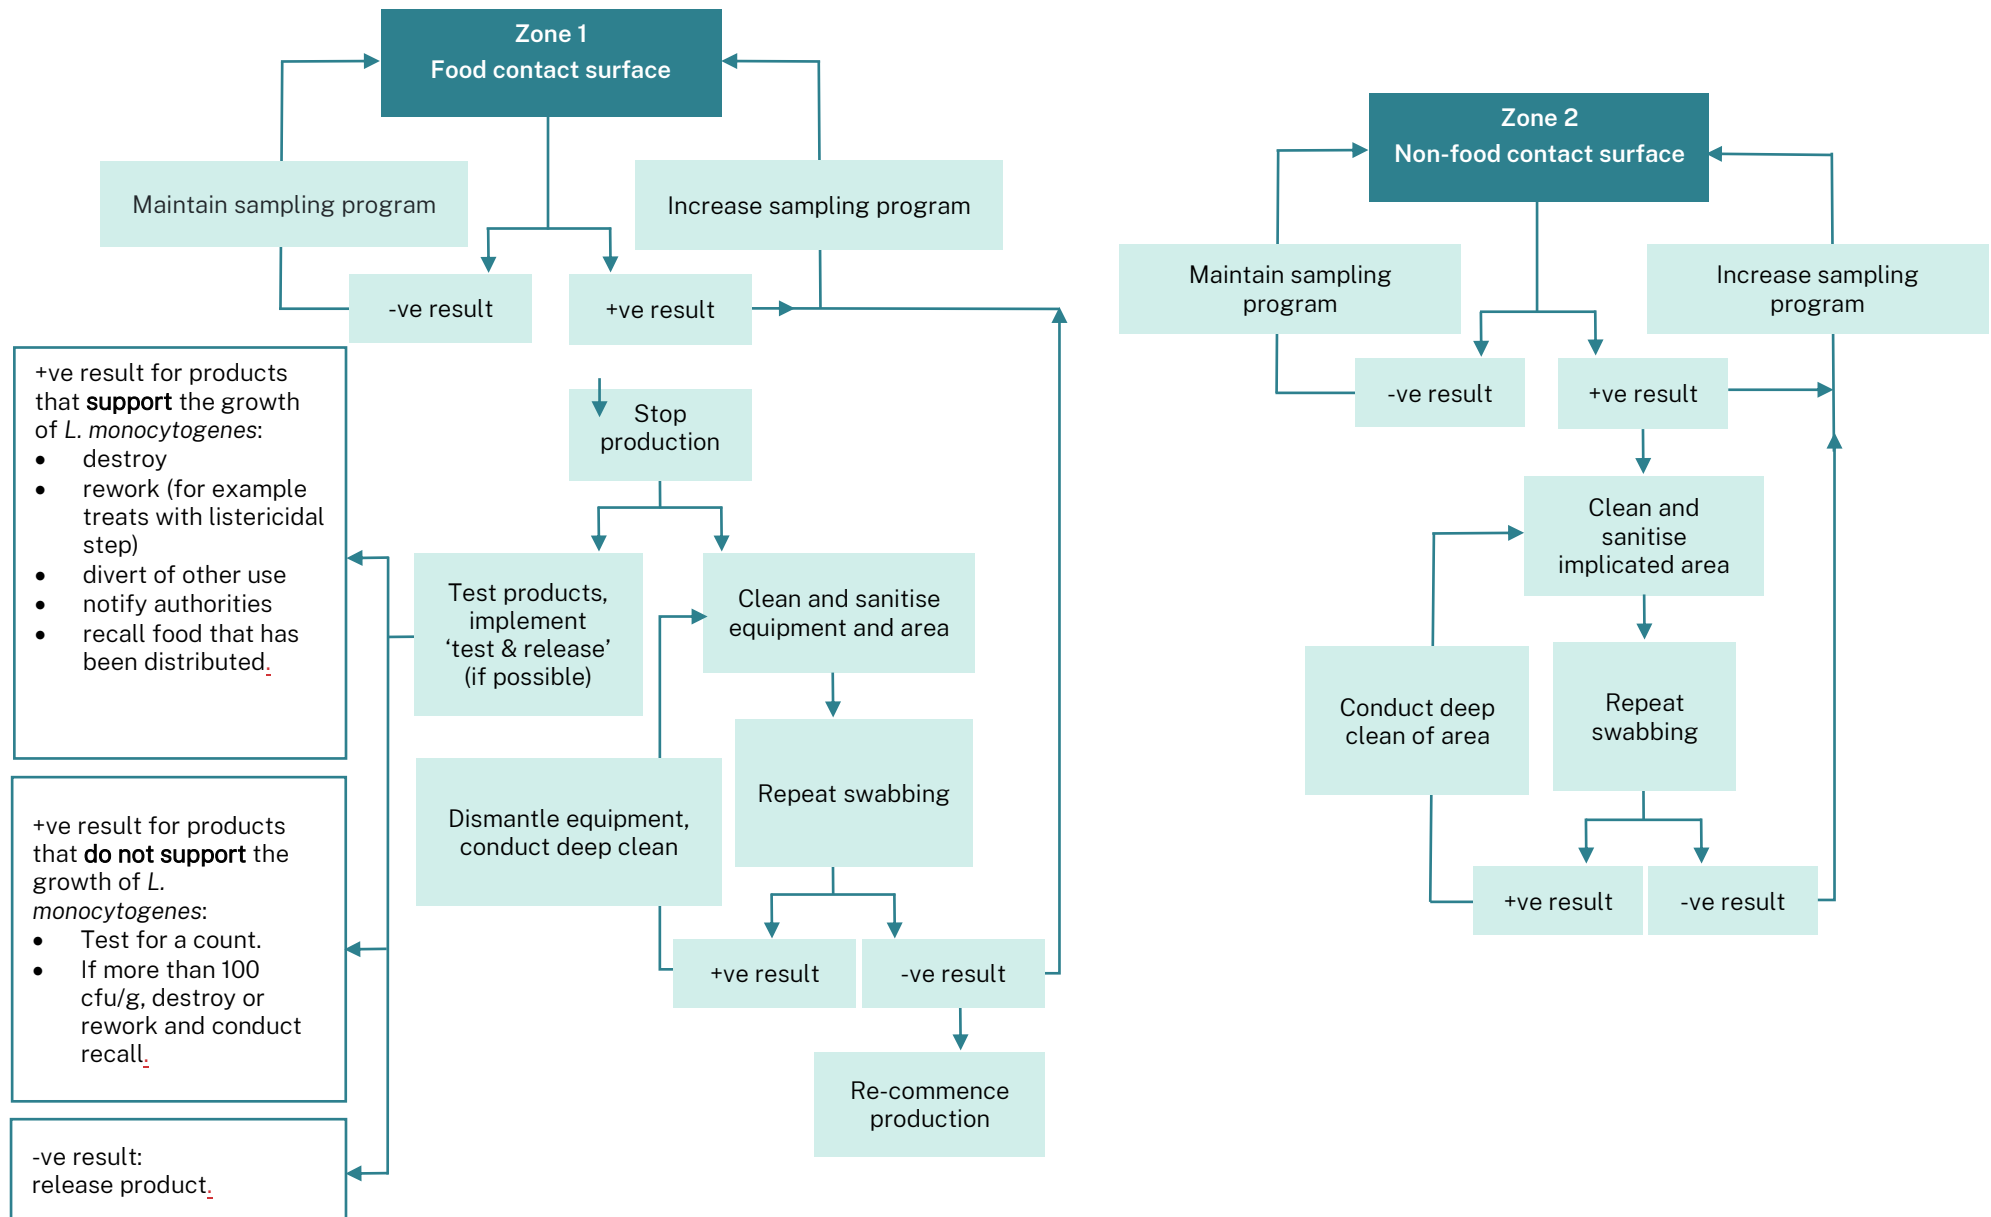 Zone 1
Food contact surface
Maintain sampling program
Increase sampling program
-ve result
+ve result
+ve result for products
that support the growth
of L. monocytogenes:
• destroy
• rework (for example
treats with listericidal
step)
• divert of other use
• notify authorities
• recall food that has
been distributed.
Stop
production
Test products,
implement
‘test & release’
(if possible)
Clean and sanitise
equipment and area
Dismantle equipment,
conduct deep clean
Repeat swabbing
+ve result for products
that do not support the
growth of L.
monocytogenes:
• Test for a count.
• If more than 100
cfu/g, destroy or
rework and conduct
recall.
+ve result
-ve result
Re-commence
production
-ve result:
release product.
Zone 2
Non-food contact surface
Maintain sampling
program
Increase sampling
program
-ve result
+ve result
Clean and
sanitise
implicated area
Conduct deep
clean of area
Repeat
swabbing
+ve result
-ve result